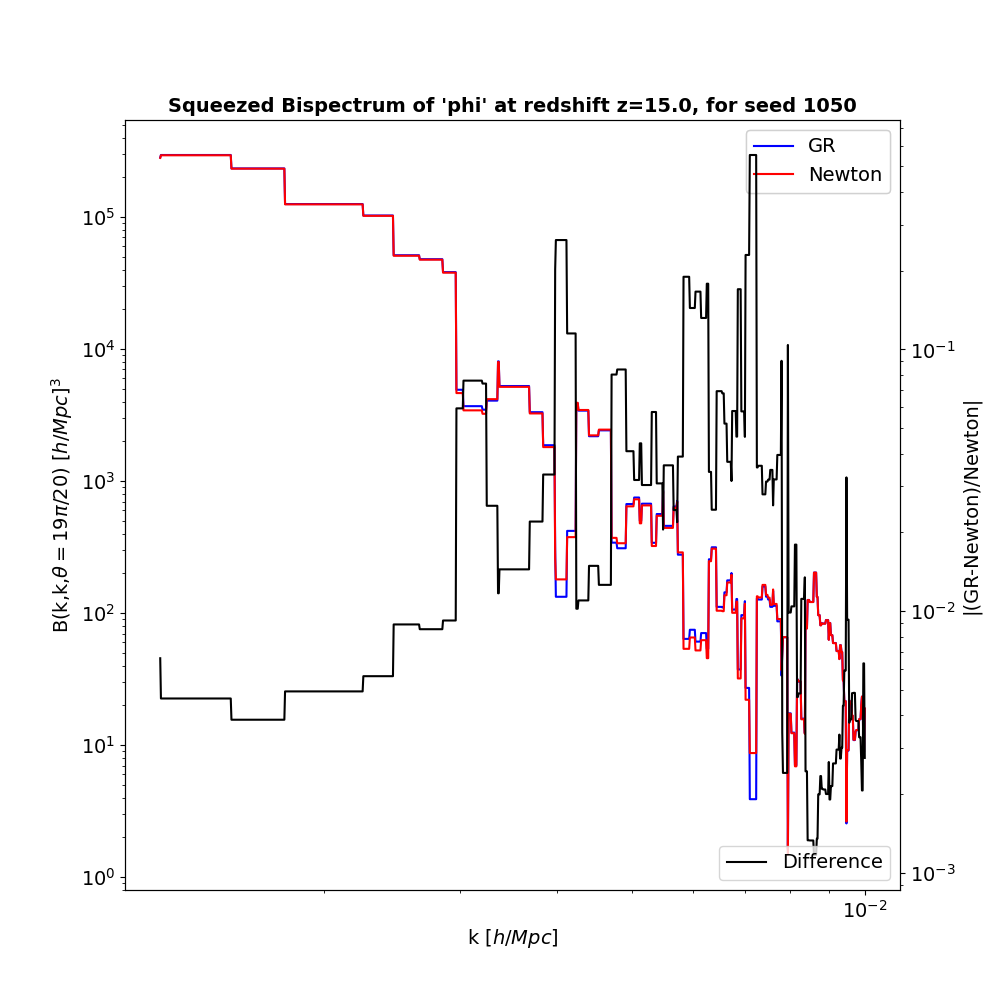 Squeezed Bispectrum of 'phi' at redshift z=15.0, for seed 1050
GR
Newton
10^5
10^4
10^3
10^2
10^1
10^0
B(k,k,θ = 19π/20) [h/Mpc]^3
10^-1
10^-2
10^-3
|(GR-Newton)/Newton|
Difference
10^-2
k [h/Mpc]